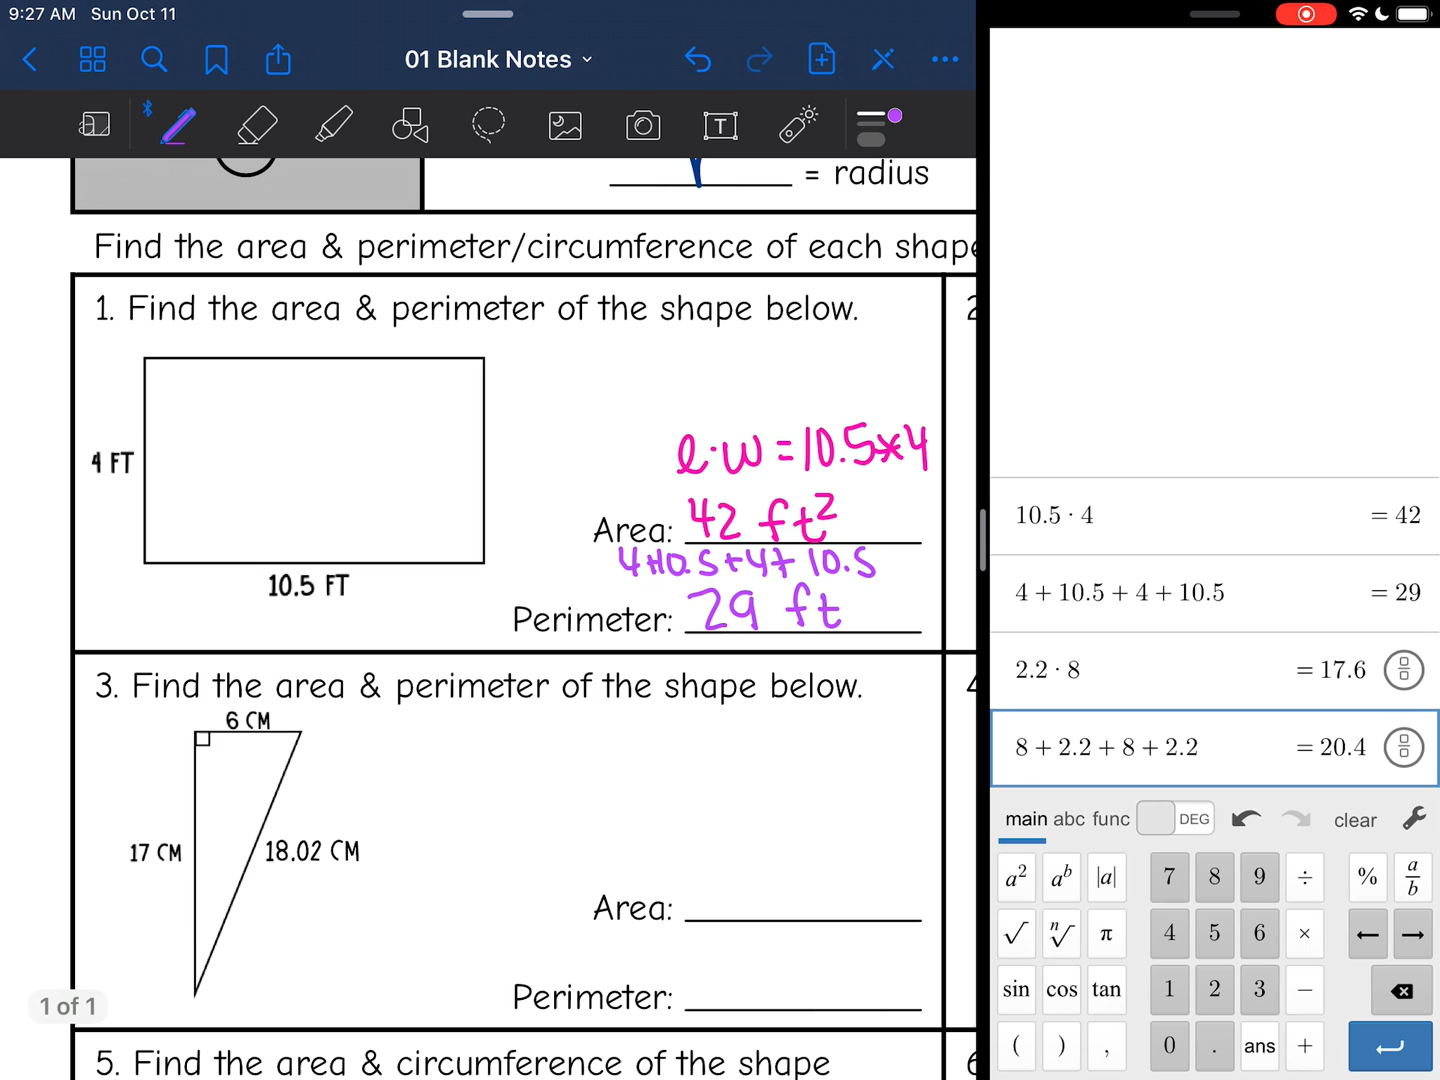 9:27 AM Sun Oct 11
01 Blank Notes
T
= radius
Find the area & perimeter/circumference of each shape
1. Find the area & perimeter of the shape below.
2
4 FT
10.5 FT
l·w=10.5×4
Area: 42 ft²
4+10.5+4+10.5
Perimeter: 29 ft
3. Find the area & perimeter of the shape below.
4
6 CM
17 CM
18.02 CM
Area:
Perimeter:
1 of 1
5. Find the area & circumference of the shape
6
10.5 · 4 = 42
4 + 10.5 + 4 + 10.5 = 29
2.2 · 8 = 17.6
8 + 2.2 + 8 + 2.2 = 20.4
main abc func DEG clear
a² aᵇ |a| 7 8 9 ÷ % a/b
√ ⁿ√ π 4 5 6 × ← →
sin cos tan 1 2 3 −
( ) , 0 . ans +